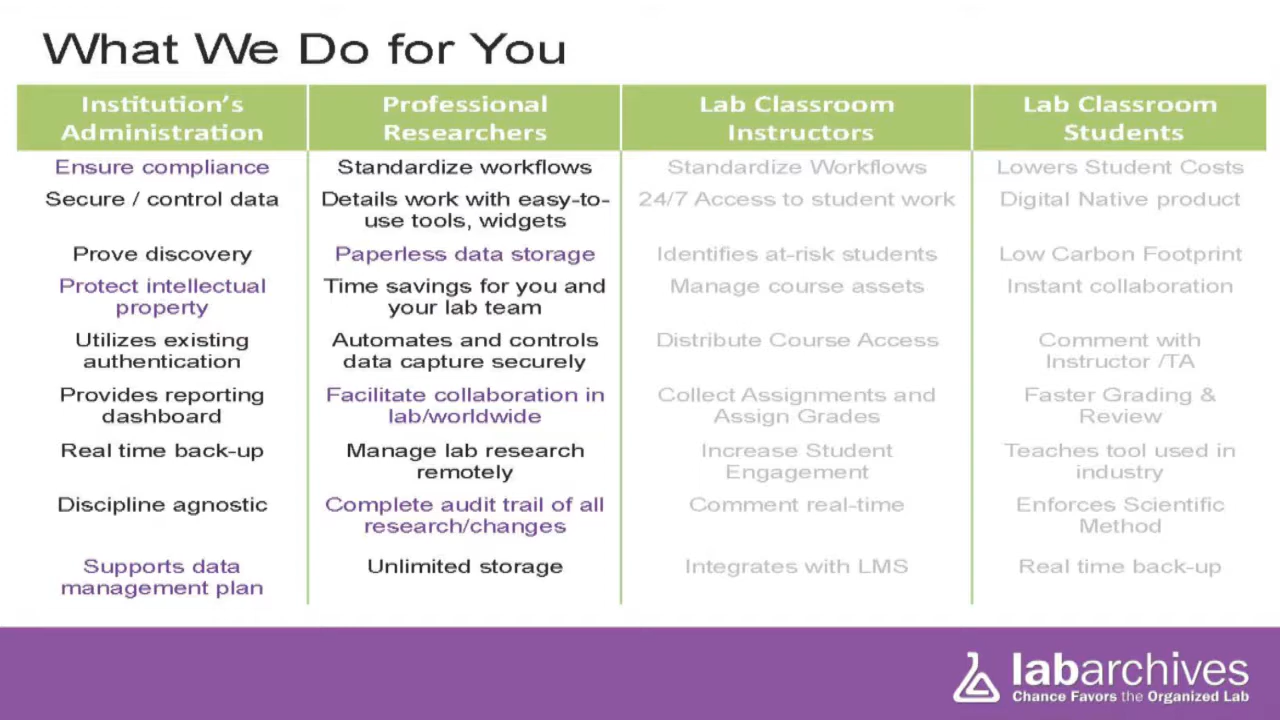 What We Do for You
Institution's
Administration
Professional
Researchers
Lab Classroom
Instructors
Lab Classroom
Students
Ensure compliance
Standardize workflows
Standardize Workflows
Lowers Student Costs
Secure / control data
Details work with easy-to-
use tools, widgets
24/7 Access to student work
Digital Native product
Prove discovery
Paperless data storage
Identifies at-risk students
Low Carbon Footprint
Protect intellectual
property
Time savings for you and
your lab team
Manage course assets
Instant collaboration
Utilizes existing
authentication
Automates and controls
data capture securely
Distribute Course Access
Comment with
Instructor /TA
Provides reporting
dashboard
Facilitate collaboration in
lab/worldwide
Collect Assignments and
Assign Grades
Faster Grading &
Review
Real time back-up
Manage lab research
remotely
Increase Student
Engagement
Teaches tool used in
industry
Discipline agnostic
Complete audit trail of all
research/changes
Comment real-time
Enforces Scientific
Method
Supports data
management plan
Unlimited storage
Integrates with LMS
Real time back-up
labarchives
Chance Favors the Organized Lab